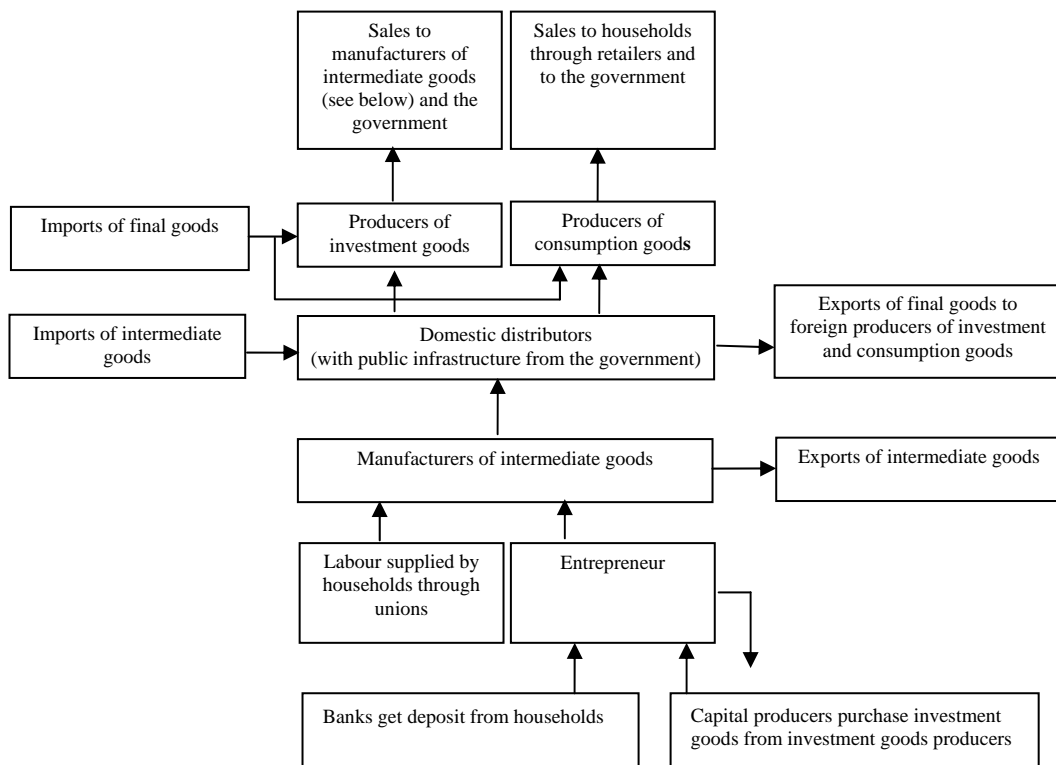 Sales to
manufacturers of
intermediate goods
(see below) and the
government
Sales to households
through retailers and
to the government
Imports of final goods
Producers of
investment goods
Producers of
consumption goods
Imports of intermediate
goods
Domestic distributors
(with public infrastructure from the government)
Exports of final goods to
foreign producers of investment
and consumption goods
Manufacturers of intermediate goods
Exports of intermediate goods
Labour supplied by
households through
unions
Entrepreneur
Banks get deposit from households
Capital producers purchase investment
goods from investment goods producers